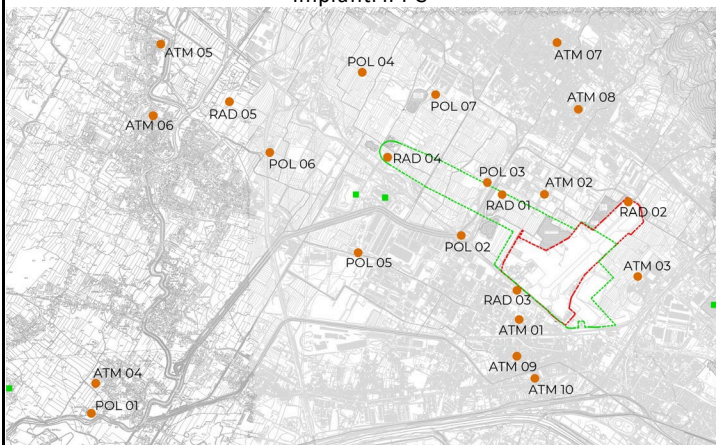 Impianti
ATM 05
ATM 07
POL 04
POL 07
ATM 08
RAD 05
ATM 06
POL 06
RAD 04
POL 03
RAD 01
ATM 02
RAD 02
POL 02
POL 05
ATM 03
RAD 03
ATM 01
ATM 09
ATM 10
ATM 04
POL 01